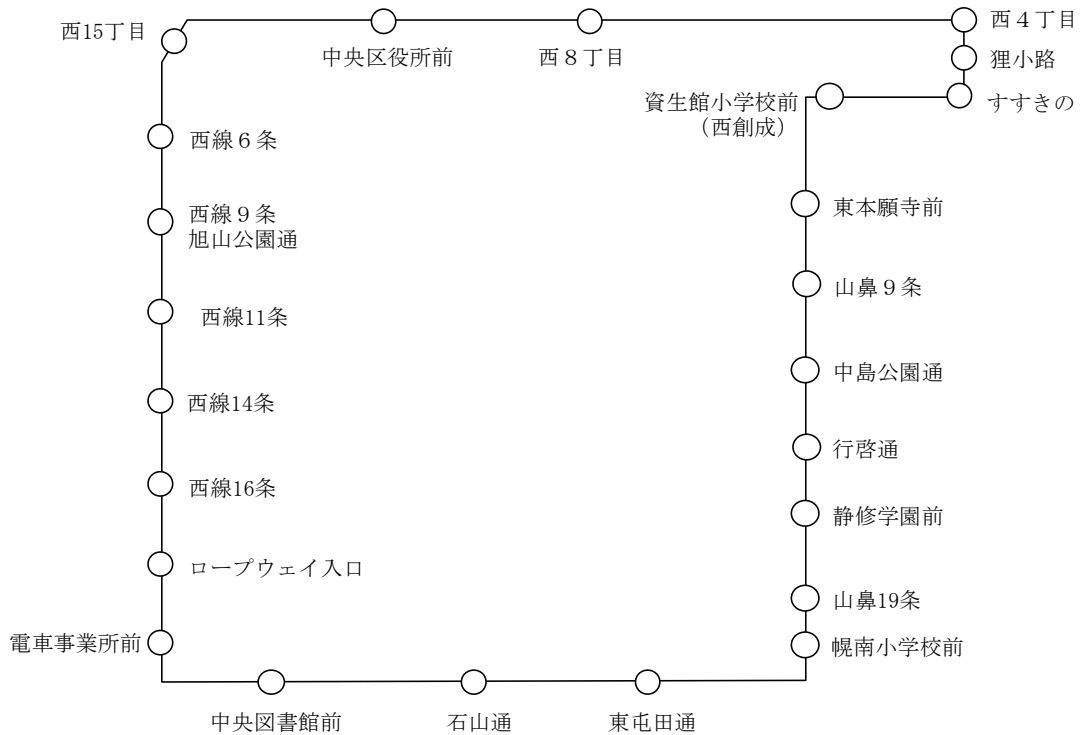 西15丁目
中央区役所前
西８丁目
西４丁目
狸小路
すすきの
資生館小学校前
（西創成）
東本願寺前
山鼻９条
中島公園通
行啓通
静修学園前
山鼻19条
幌南小学校前
東屯田通
石山通
中央図書館前
電車事業所前
ロープウェイ入口
西線16条
西線14条
西線11条
西線９条
旭山公園通
西線６条